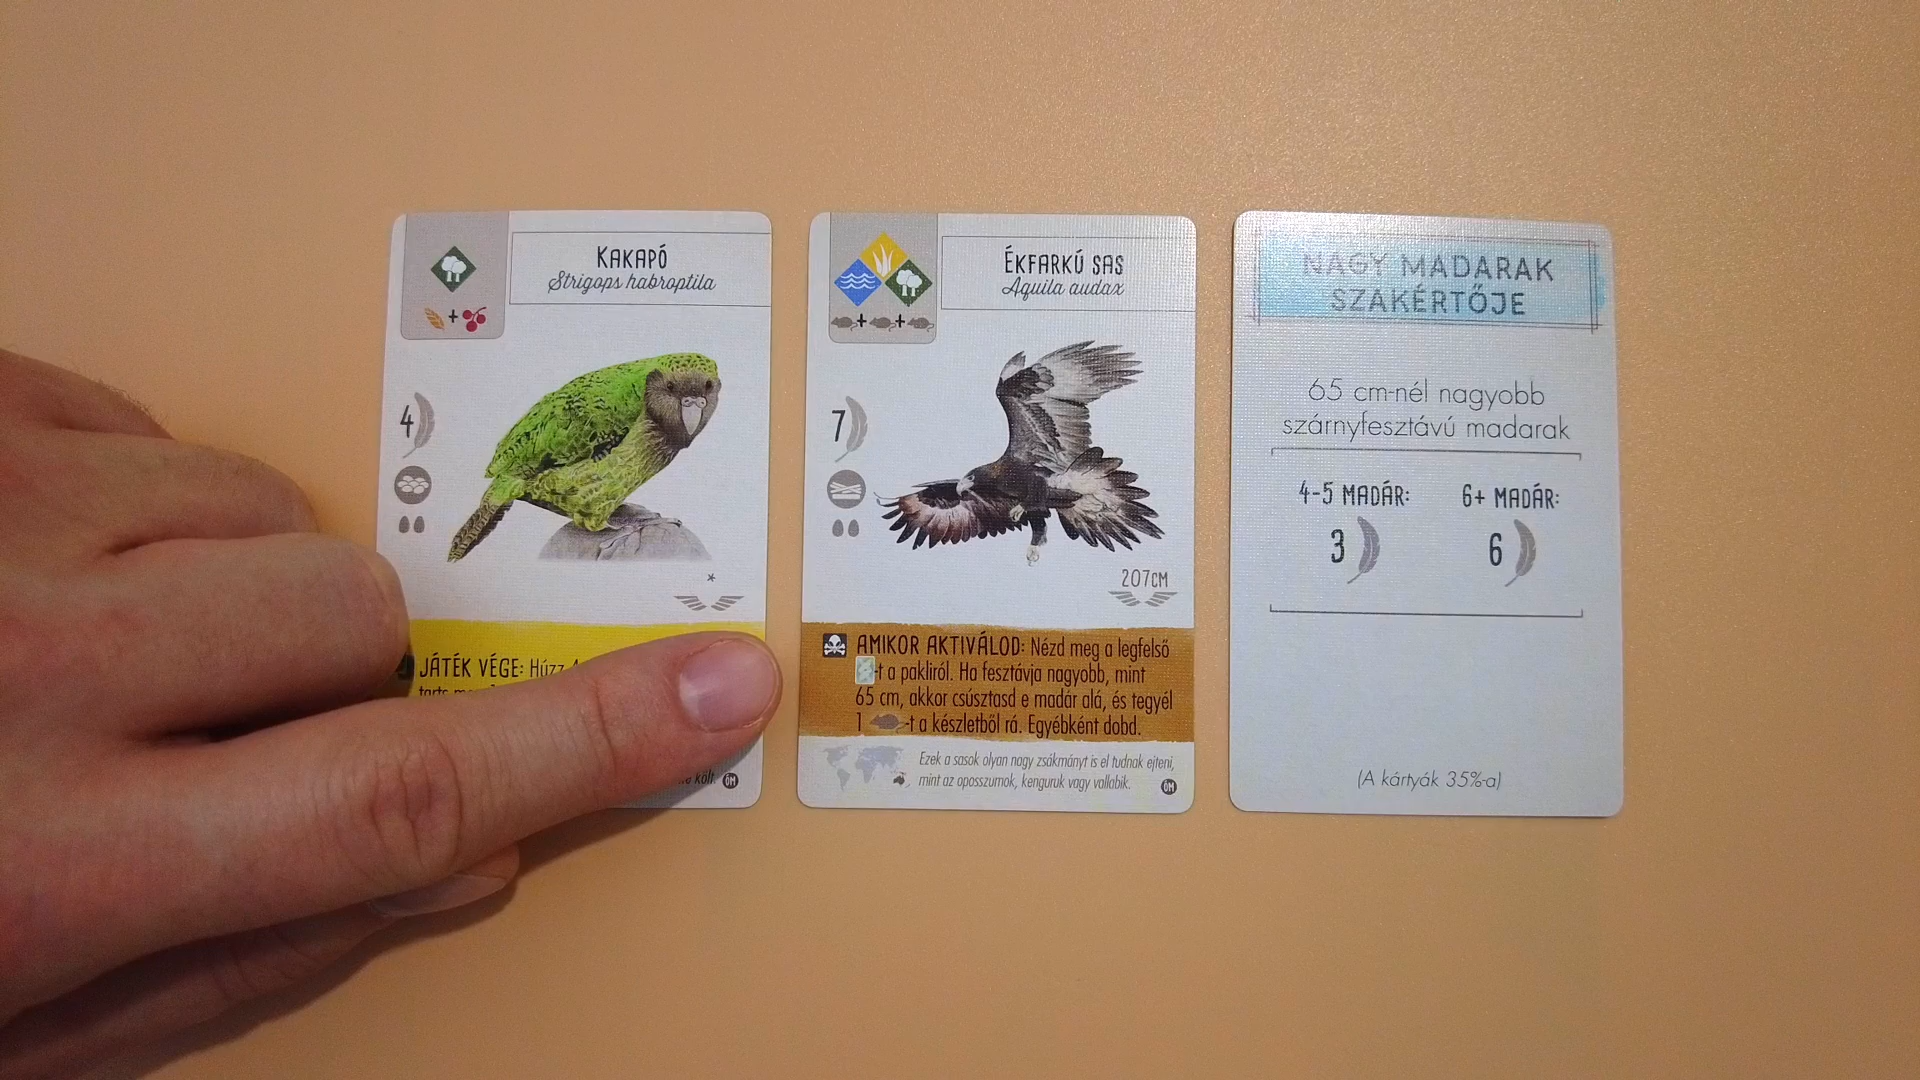 KAKAPÓ
Strigops habroptila
+
4
*
JÁTÉK VÉGE: Húzz
költ.
ÓM
ÉKFARKÚ SAS
Aquila audax
+ +
7
207CM
AMIKOR AKTIVÁLOD: Nézd meg a legfelső
-t a pakliról. Ha fesztávja nagyobb, mint
65 cm, akkor csúsztasd e madár alá, és tegyél
1 -t a készletből rá. Egyébként dobd.
Ezek a sasok olyan nagy zsákmányt is el tudnak ejteni,
mint az oposszumok, kenguruk vagy vallabik.
ÓM
NAGY MADARAK
SZAKÉRTŐJE
65 cm-nél nagyobb
szárnyfesztávú madarak
4-5 MADÁR: 6+ MADÁR:
3 6
(A kártyák 35%-a)